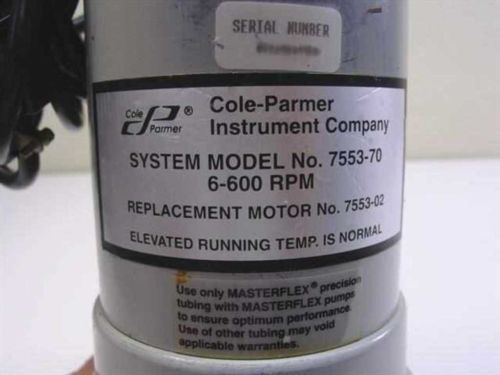 SERIAL NUMBER
Cole
Parmer
®
Cole-Parmer
Instrument Company
SYSTEM MODEL No. 7553-70
6-600 RPM
REPLACEMENT MOTOR No. 7553-02
ELEVATED RUNNING TEMP. IS NORMAL
Use only MASTERFLEX® precision
tubing with MASTERFLEX pumps
to ensure optimum performance.
Use of other tubing may void
applicable warranty.